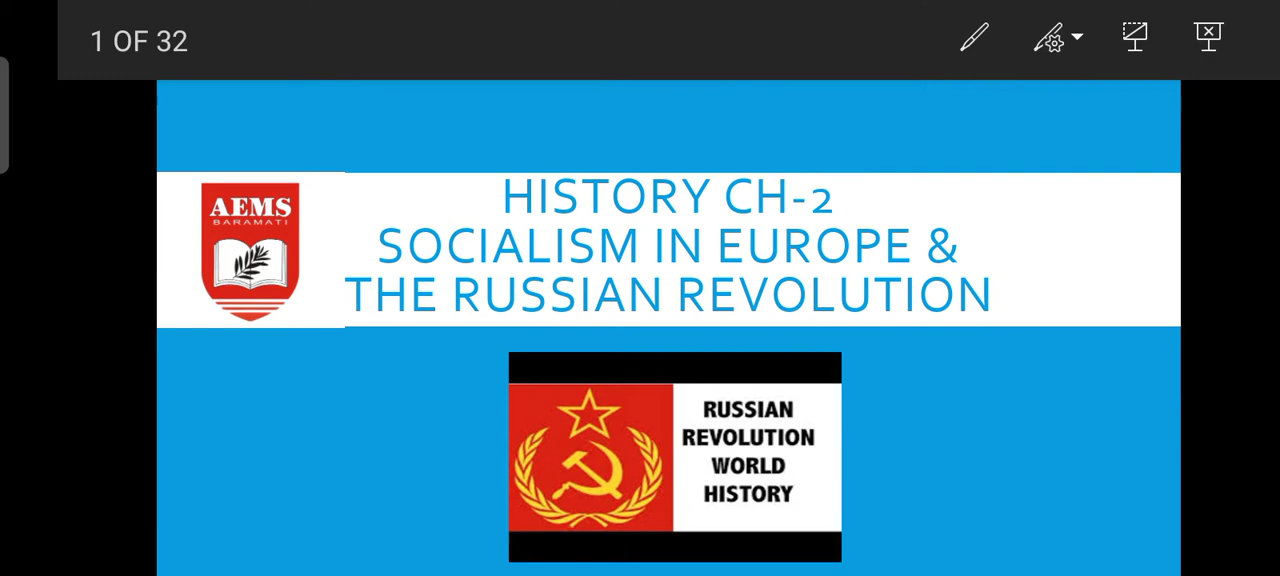 1 OF 32
HISTORY CH-2
SOCIALISM IN EUROPE &
THE RUSSIAN REVOLUTION
AEMS
BARAMATI
RUSSIAN
REVOLUTION
WORLD
HISTORY